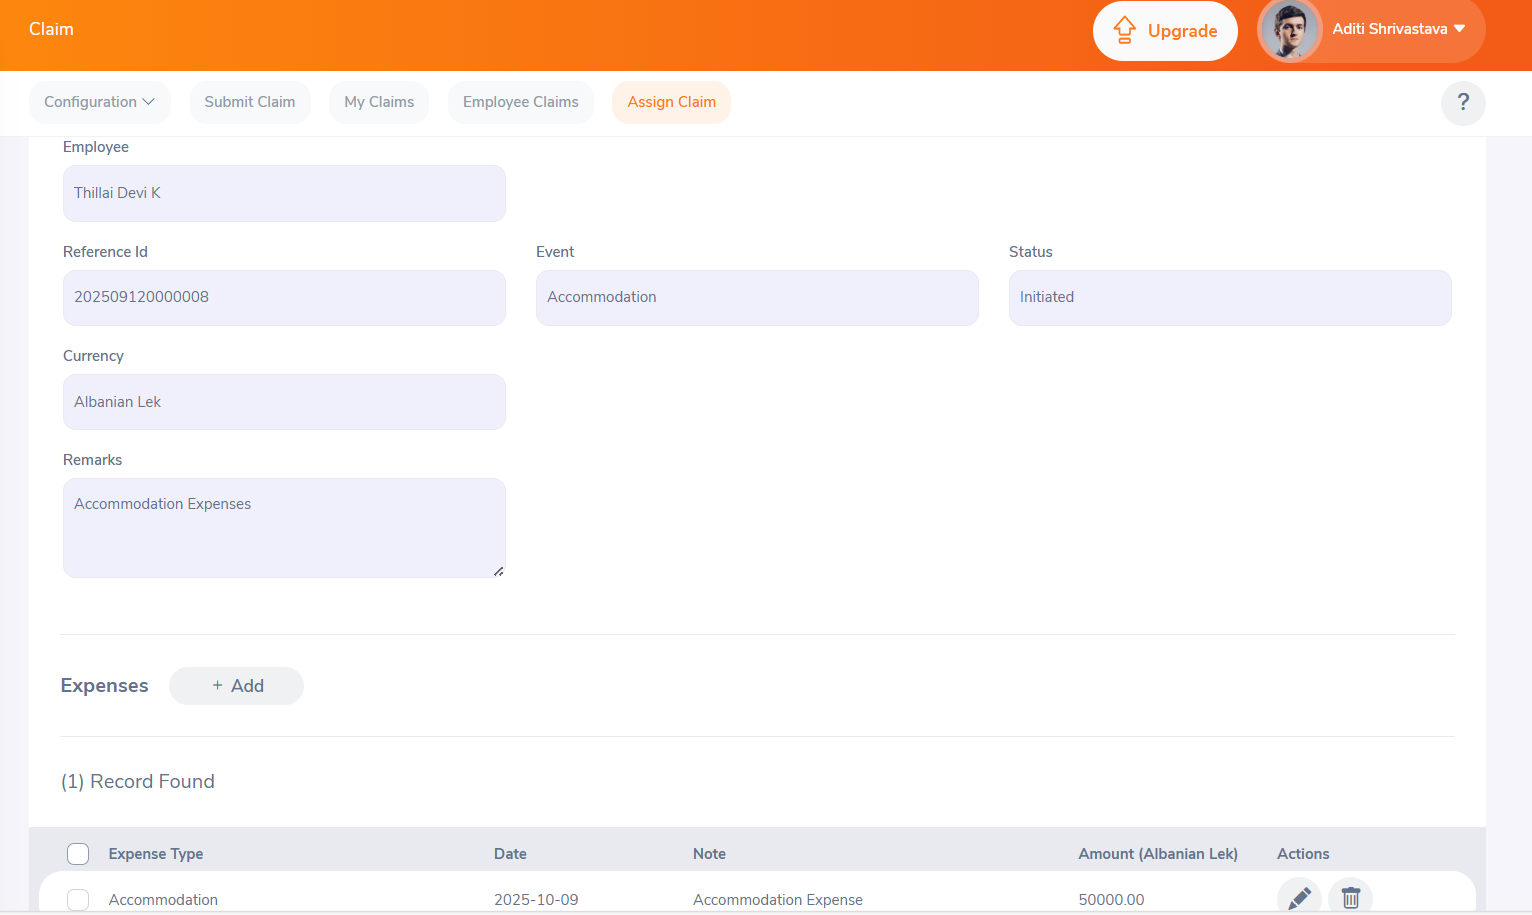 Claim
Upgrade
Aditi Shrivastava
Configuration
Submit Claim
My Claims
Employee Claims
Assign Claim
?
Employee
Thillai Devi K
Reference Id
Event
Status
202509120000008
Accommodation
Initiated
Currency
Albanian Lek
Remarks
Accommodation Expenses
Expenses
+ Add
(1) Record Found
Expense Type
Date
Note
Amount (Albanian Lek)
Actions
Accommodation
2025-10-09
Accommodation Expense
50000.00